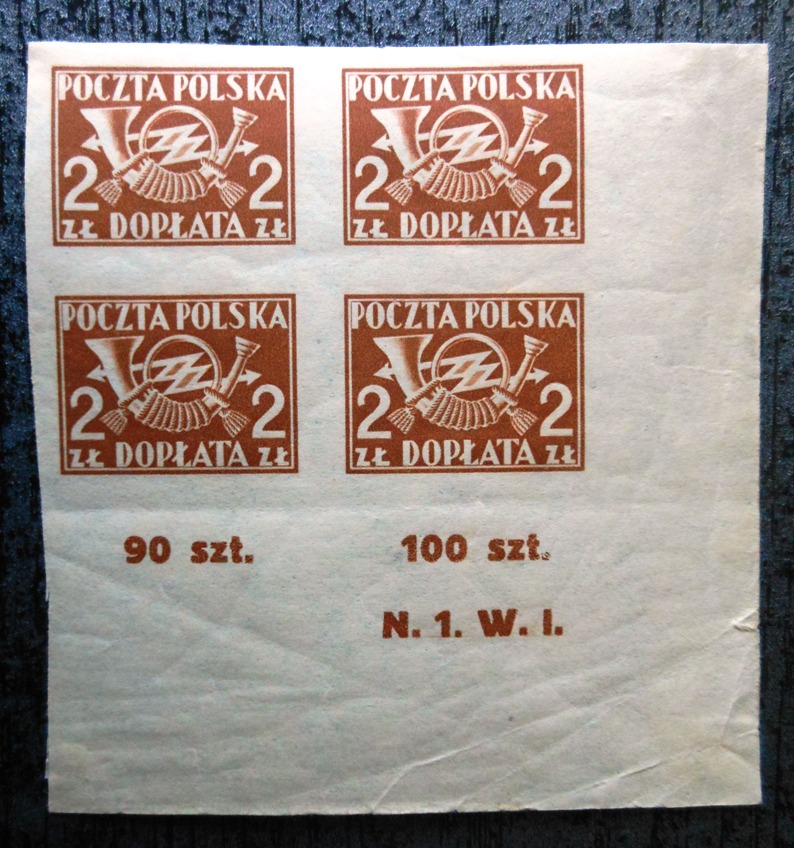 POCZTA POLSKA
2 2
ZŁ DOPŁATA ZŁ
POCZTA POLSKA
2 2
ZŁ DOPŁATA ZŁ
POCZTA POLSKA
2 2
ZŁ DOPŁATA ZŁ
POCZTA POLSKA
2 2
ZŁ DOPŁATA ZŁ
90 szt. 100 szt.
N. 1. W. I.